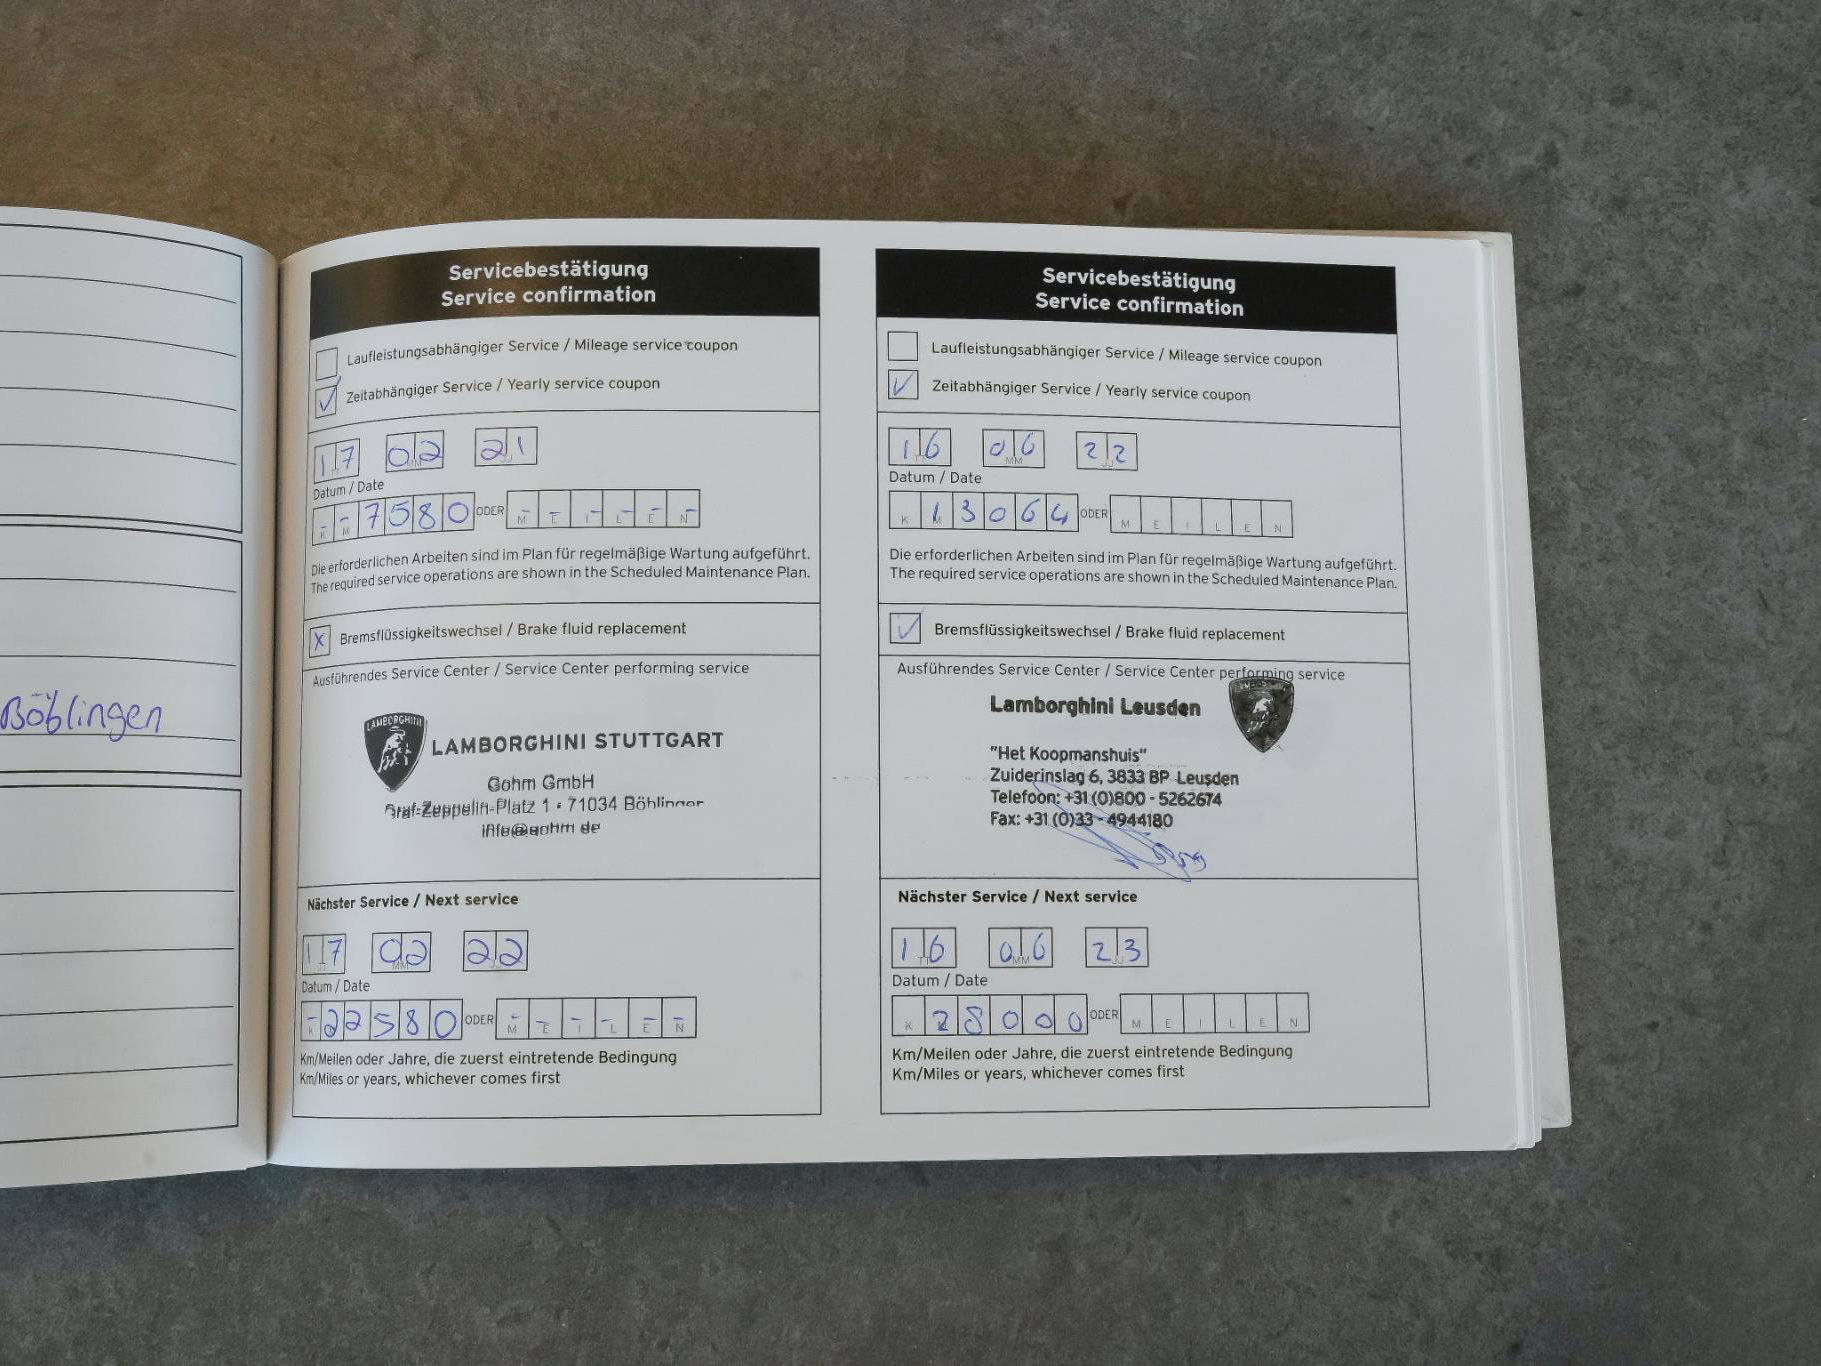 Böblingen
Servicebestätigung
Service confirmation
Laufleistungsabhängiger Service / Mileage service coupon
Zeitabhängiger Service / Yearly service coupon
17 02 21
Datum / Date
- - 7580 ODER - - - - - -
Die erforderlichen Arbeiten sind im Plan für regelmäßige Wartung aufgeführt.
The required service operations are shown in the Scheduled Maintenance Plan.
x Bremsflüssigkeitswechsel / Brake fluid replacement
Ausführendes Service Center / Service Center performing service
LAMBORGHINI
LAMBORGHINI STUTTGART
Gohm GmbH
Graf-Zeppelin-Platz 1 • 71034 Böblingen
info@gohm.de
Nächster Service / Next service
17 02 22
Datum / Date
- 22580 ODER - - - - - -
Km/Meilen oder Jahre, die zuerst eintretende Bedingung
Km/Miles or years, whichever comes first
Servicebestätigung
Service confirmation
Laufleistungsabhängiger Service / Mileage service coupon
Zeitabhängiger Service / Yearly service coupon
16 06 22
Datum / Date
K 13064 ODER M E I L E N
Die erforderlichen Arbeiten sind im Plan für regelmäßige Wartung aufgeführt.
The required service operations are shown in the Scheduled Maintenance Plan.
Bremsflüssigkeitswechsel / Brake fluid replacement
Ausführendes Service Center / Service Center performing service
Lamborghini Leusden
"Het Koopmanshuis"
Zuiderinslag 6, 3833 BP Leusden
Telefoon: +31 (0)800 - 5262674
Fax: +31 (0)33 - 4944180
Nächster Service / Next service
16 06 23
Datum / Date
K 28000 ODER M E I L E N
Km/Meilen oder Jahre, die zuerst eintretende Bedingung
Km/Miles or years, whichever comes first